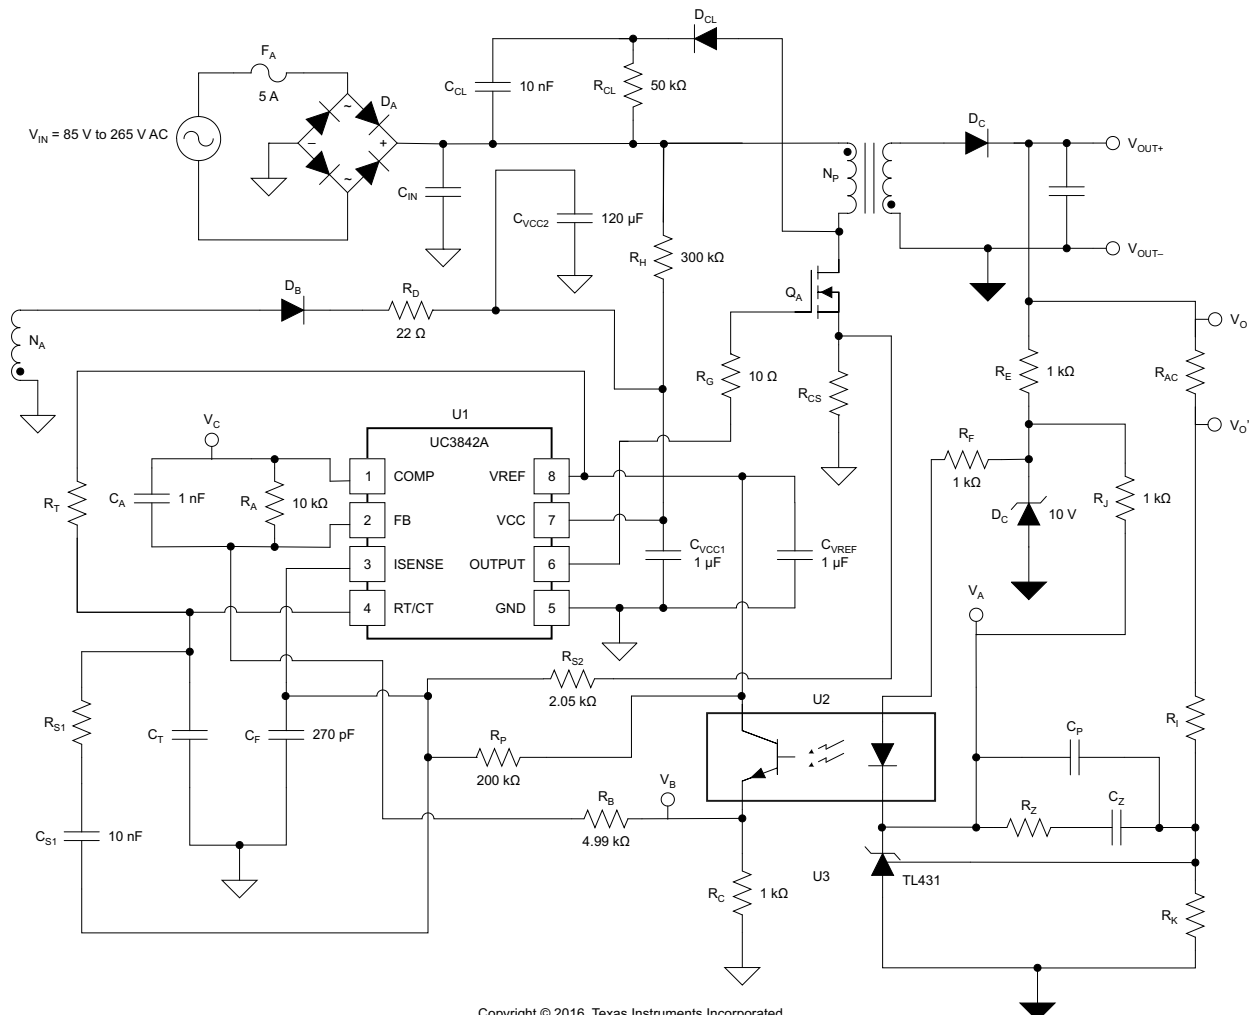 D_CL
F_A
5 A
C_CL
10 nF
R_CL
50 kΩ
D_A
~
~
−
+
V_IN = 85 V to 265 V AC
D_C
V_OUT+
N_P
C_IN
C_VCC2
120 µF
R_H
300 kΩ
V_OUT–
Q_A
D_B
R_D
22 Ω
N_A
V_O
R_G
10 Ω
R_CS
R_E
1 kΩ
R_AC
V_O'
U1
UC3842A
V_C
R_F
1 kΩ
1
COMP
VREF
8
C_A
1 nF
R_A
10 kΩ
R_T
2
FB
VCC
7
R_J
1 kΩ
D_C
10 V
3
ISENSE
OUTPUT
6
C_VCC1
1 µF
C_VREF
1 µF
4
RT/CT
GND
5
V_A
R_S2
2.05 kΩ
U2
R_S1
C_T
C_F
270 pF
R_P
200 kΩ
C_P
R_I
V_B
R_B
4.99 kΩ
R_Z
C_Z
C_S1
10 nF
U3
TL431
R_C
1 kΩ
R_K
Copyright © 2016, Texas Instruments Incorporated